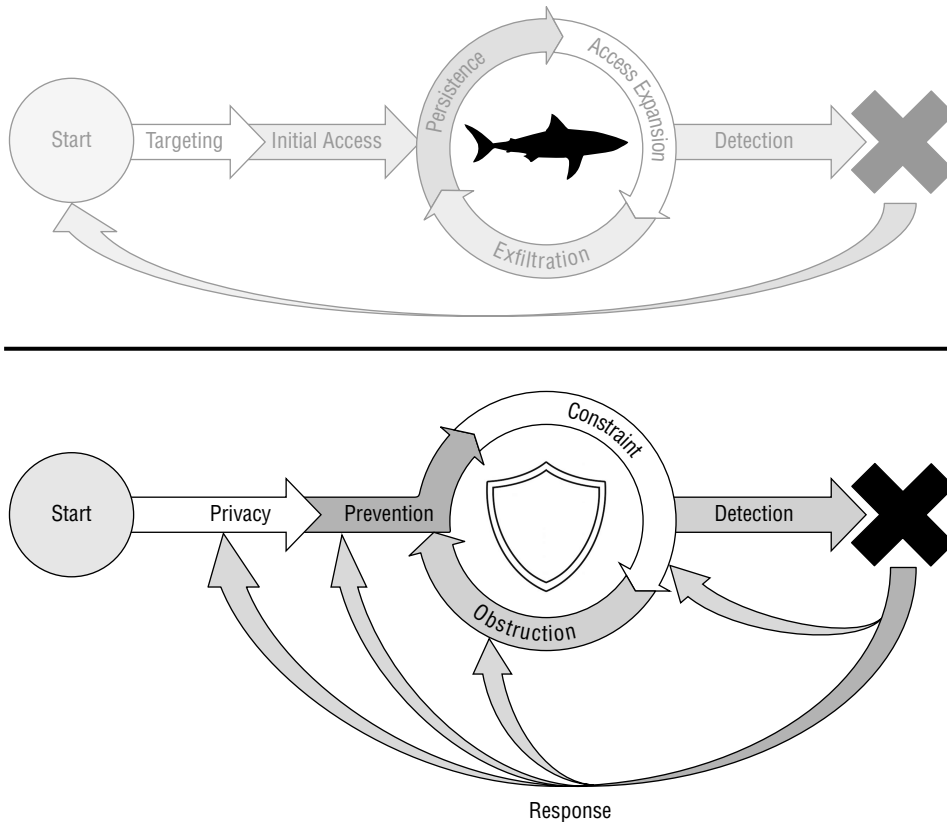 Start
Targeting
Initial Access
Persistence
Access Expansion
Exfiltration
Detection
Start
Privacy
Prevention
Constraint
Obstruction
Detection
Response